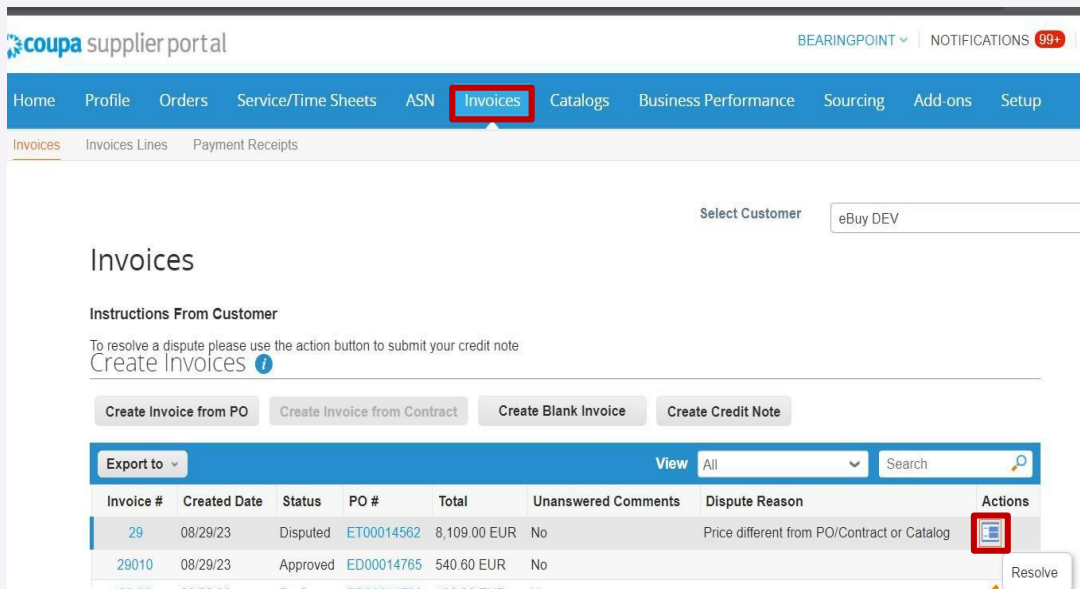 coupa supplier portal
BEARINGPOINT NOTIFICATIONS 99+
Home Profile Orders Service/Time Sheets ASN Invoices Catalogs Business Performance Sourcing Add-ons Setup
Invoices Invoices Lines Payment Receipts
Select Customer eBuy DEV
Invoices
Instructions From Customer
To resolve a dispute please use the action button to submit your credit note
Create Invoices i
Create Invoice from PO Create Invoice from Contract Create Blank Invoice Create Credit Note
Export to View All Search
Invoice # Created Date Status PO # Total Unanswered Comments Dispute Reason Actions
29 08/29/23 Disputed ET00014562 8,109.00 EUR No Price different from PO/Contract or Catalog
29010 08/29/23 Approved ED00014765 540.60 EUR No
Resolve